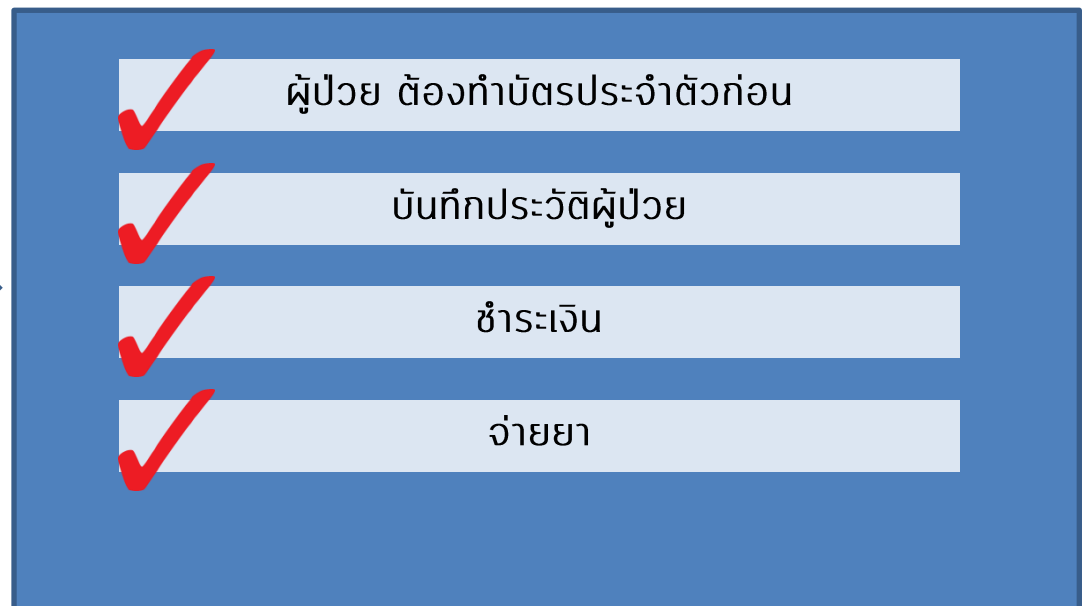 ผู้ป่วย ต้องทำบัตรประจำตัวก่อน
บันทึกประวัติผู้ป่วย
ชำระเงิน
จ่ายยา